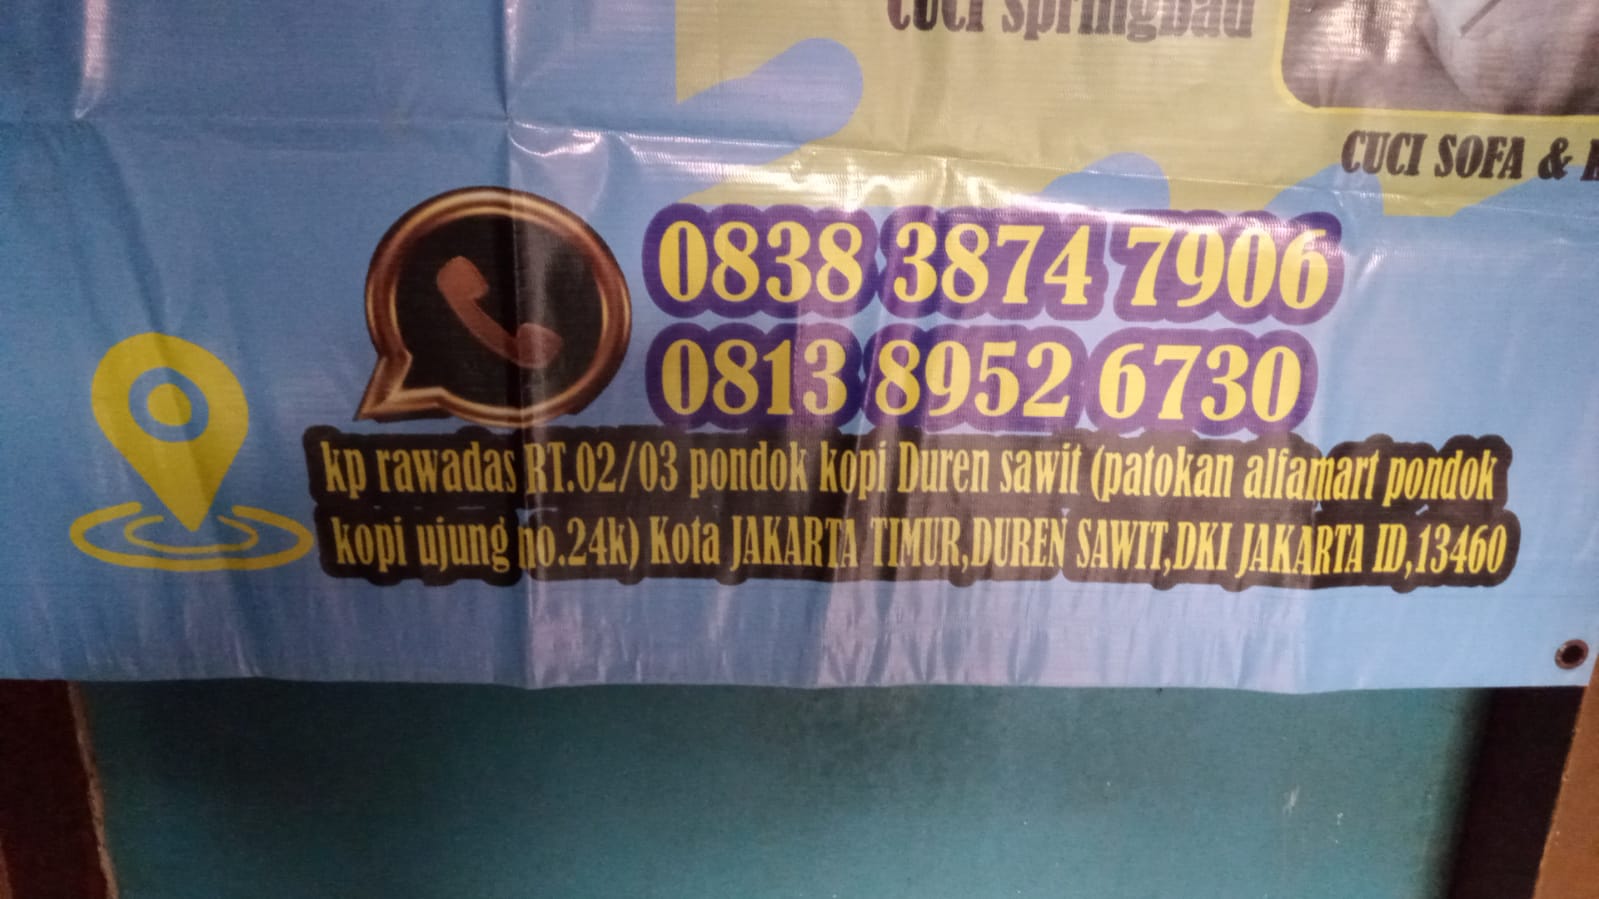 cuci springbad
CUCI SOFA &
0838 3874 7906
0813 8952 6730
kp rawadas RT.02/03 pondok kopi Duren sawit (patokan alfamart pondok
kopi ujung no.24k) Kota JAKARTA TIMUR,DUREN SAWIT,DKI JAKARTA ID,13460